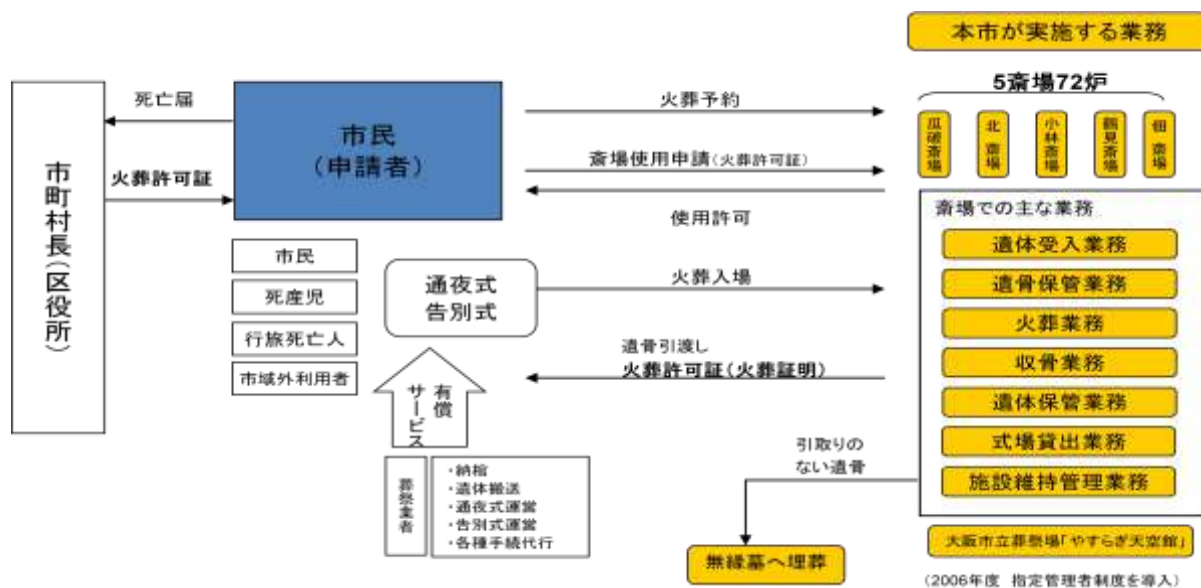 本市が実施する業務
5斎場72炉
瓜破斎場
北 斎場
小林斎場
鶴見斎場
佃 斎場
死亡届
火葬許可証
市町村長(区役所)
市民
(申請者)
火葬予約
斎場使用申請(火葬許可証)
使用許可
市民
死産児
行旅死亡人
市域外利用者
通夜式
告別式
火葬入場
遺骨引渡し
火葬許可証(火葬証明)
有償
サービス
葬祭業者
・納棺
・遺体搬送
・通夜式運営
・告別式運営
・各種手続代行
引取りの
ない遺骨
無縁墓へ埋葬
斎場での主な業務
遺体受入業務
遺骨保管業務
火葬業務
収骨業務
遺体保管業務
式場貸出業務
施設維持管理業務
大阪市立葬祭場「やすらぎ天空館」
(2006年度 指定管理者制度を導入)